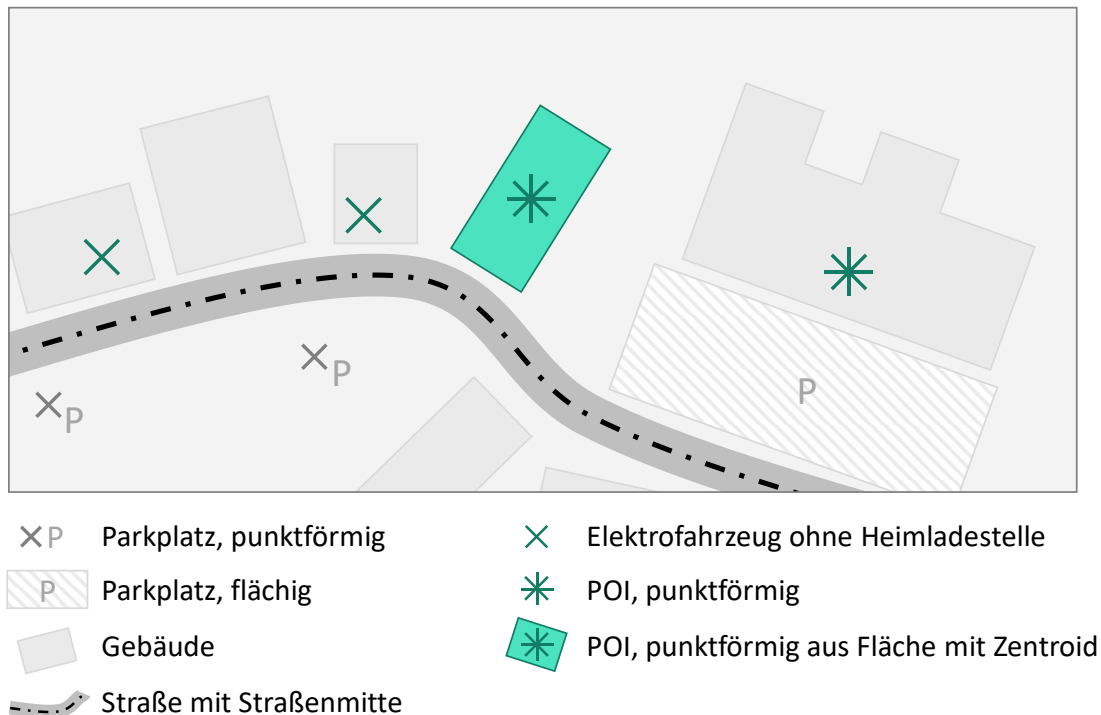 P
P
P
P Parkplatz, punktförmig
P Parkplatz, flächig
Gebäude
Straße mit Straßenmitte
Elektrofahrzeug ohne Heimladestelle
POI, punktförmig
POI, punktförmig aus Fläche mit Zentroid